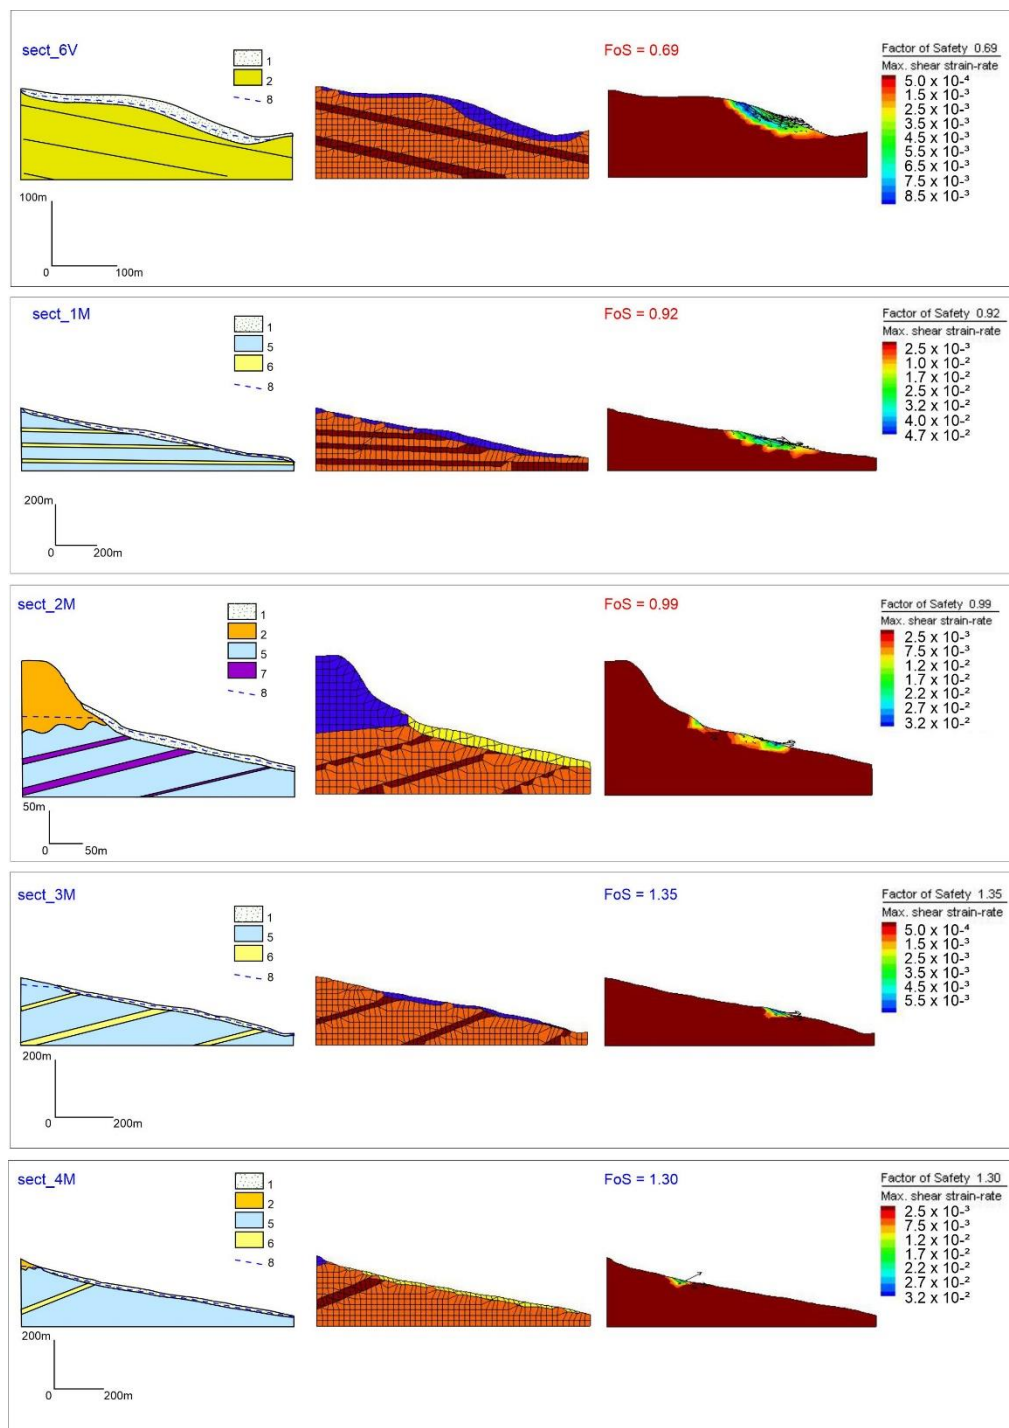 sect_6V
1
2
8
FoS = 0.69
Factor of Safety 0.69
Max. shear strain-rate
5.0 x 10-⁴
1.5 x 10-³
2.5 x 10-³
3.5 x 10-³
4.5 x 10-³
5.5 x 10-³
6.5 x 10-³
7.5 x 10-³
8.5 x 10-³
100m
0 100m
sect_1M
1
5
6
8
FoS = 0.92
Factor of Safety 0.92
Max. shear strain-rate
2.5 x 10-³
1.0 x 10-²
1.7 x 10-²
2.5 x 10-²
3.2 x 10-²
4.0 x 10-²
4.7 x 10-²
200m
0 200m
sect_2M
1
2
5
7
8
FoS = 0.99
Factor of Safety 0.99
Max. shear strain-rate
2.5 x 10-³
7.5 x 10-³
1.2 x 10-²
1.7 x 10-²
2.2 x 10-²
2.7 x 10-²
3.2 x 10-²
50m
0 50m
sect_3M
1
5
6
8
FoS = 1.35
Factor of Safety 1.35
Max. shear strain-rate
5.0 x 10-⁴
1.5 x 10-³
2.5 x 10-³
3.5 x 10-³
4.5 x 10-³
5.5 x 10-³
200m
0 200m
sect_4M
1
2
5
6
8
FoS = 1.30
Factor of Safety 1.30
Max. shear strain-rate
2.5 x 10-³
7.5 x 10-³
1.2 x 10-²
1.7 x 10-²
2.2 x 10-²
2.7 x 10-²
3.2 x 10-²
200m
0 200m